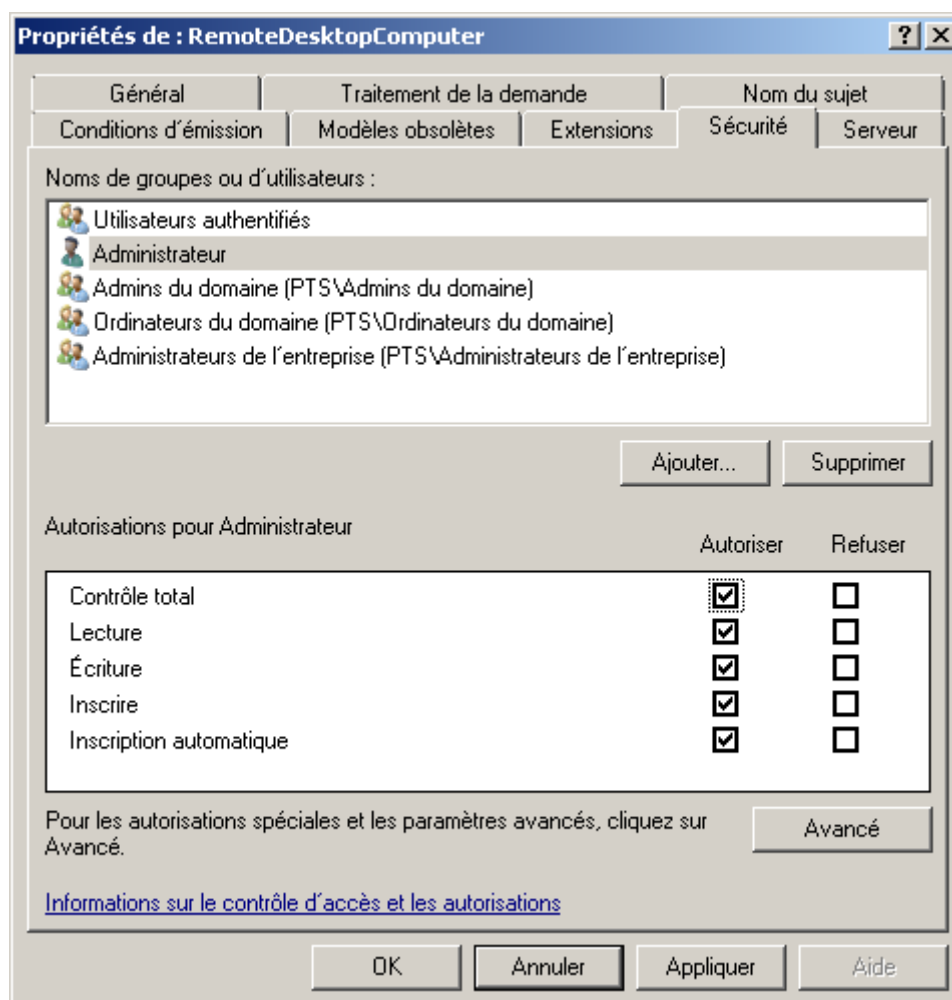 Propriétés de : RemoteDesktopComputer
Général Traitement de la demande Nom du sujet
Conditions d'émission Modèles obsolètes Extensions Sécurité Serveur
Noms de groupes ou d'utilisateurs :
Utilisateurs authentifiés
Administrateur
Admins du domaine (PTS\Admins du domaine)
Ordinateurs du domaine (PTS\Ordinateurs du domaine)
Administrateurs de l'entreprise (PTS\Administrateurs de l'entreprise)
Ajouter... Supprimer
Autorisations pour Administrateur Autoriser Refuser
Contrôle total
Lecture
Écriture
Inscrire
Inscription automatique
Pour les autorisations spéciales et les paramètres avancés, cliquez sur
Avancé.
Avancé
Informations sur le contrôle d'accès et les autorisations
OK Annuler Appliquer Aide